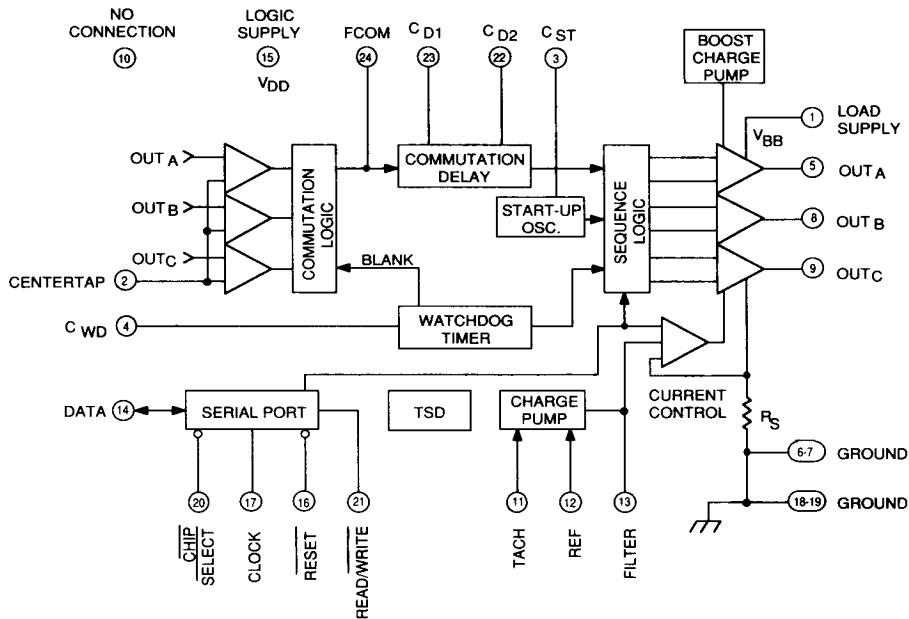 NO
CONNECTION
10
LOGIC
SUPPLY
15
VDD
FCOM
24
CD1
23
CD2
22
CST
3
BOOST
CHARGE
PUMP
1
LOAD
SUPPLY
VBB
OUTA
OUTB
OUTC
CENTERTAP
2
COMMUTATION
LOGIC
COMMUTATION
DELAY
START-UP
OSC.
SEQUENCE
LOGIC
5
OUTA
8
OUTB
9
OUTC
BLANK
CWD
4
WATCHDOG
TIMER
CURRENT
CONTROL
DATA
14
SERIAL PORT
TSD
CHARGE
PUMP
RS
6-7
GROUND
18-19
GROUND
20
17
16
21
11
12
13
CHIP
SELECT
CLOCK
RESET
READ/WRITE
TACH
REF
FILTER